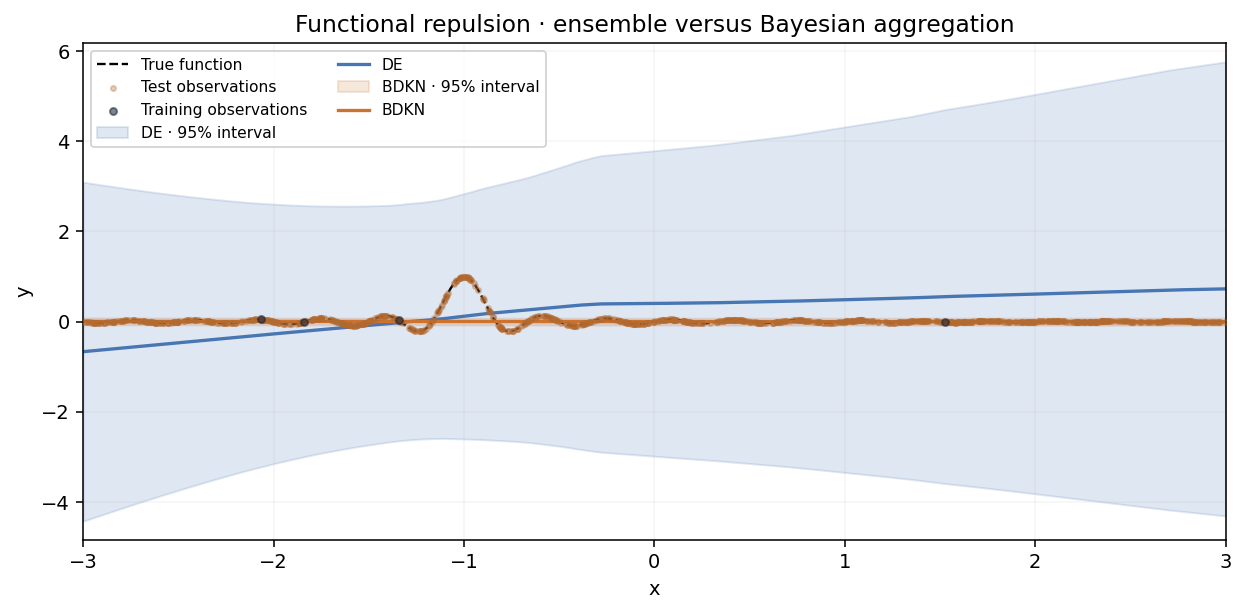 Functional repulsion · ensemble versus Bayesian aggregation
True function
Test observations
Training observations
DE · 95% interval
DE
BDKN · 95% interval
BDKN
y
6
4
2
0
−2
−4
−3
−2
−1
0
1
2
3
x